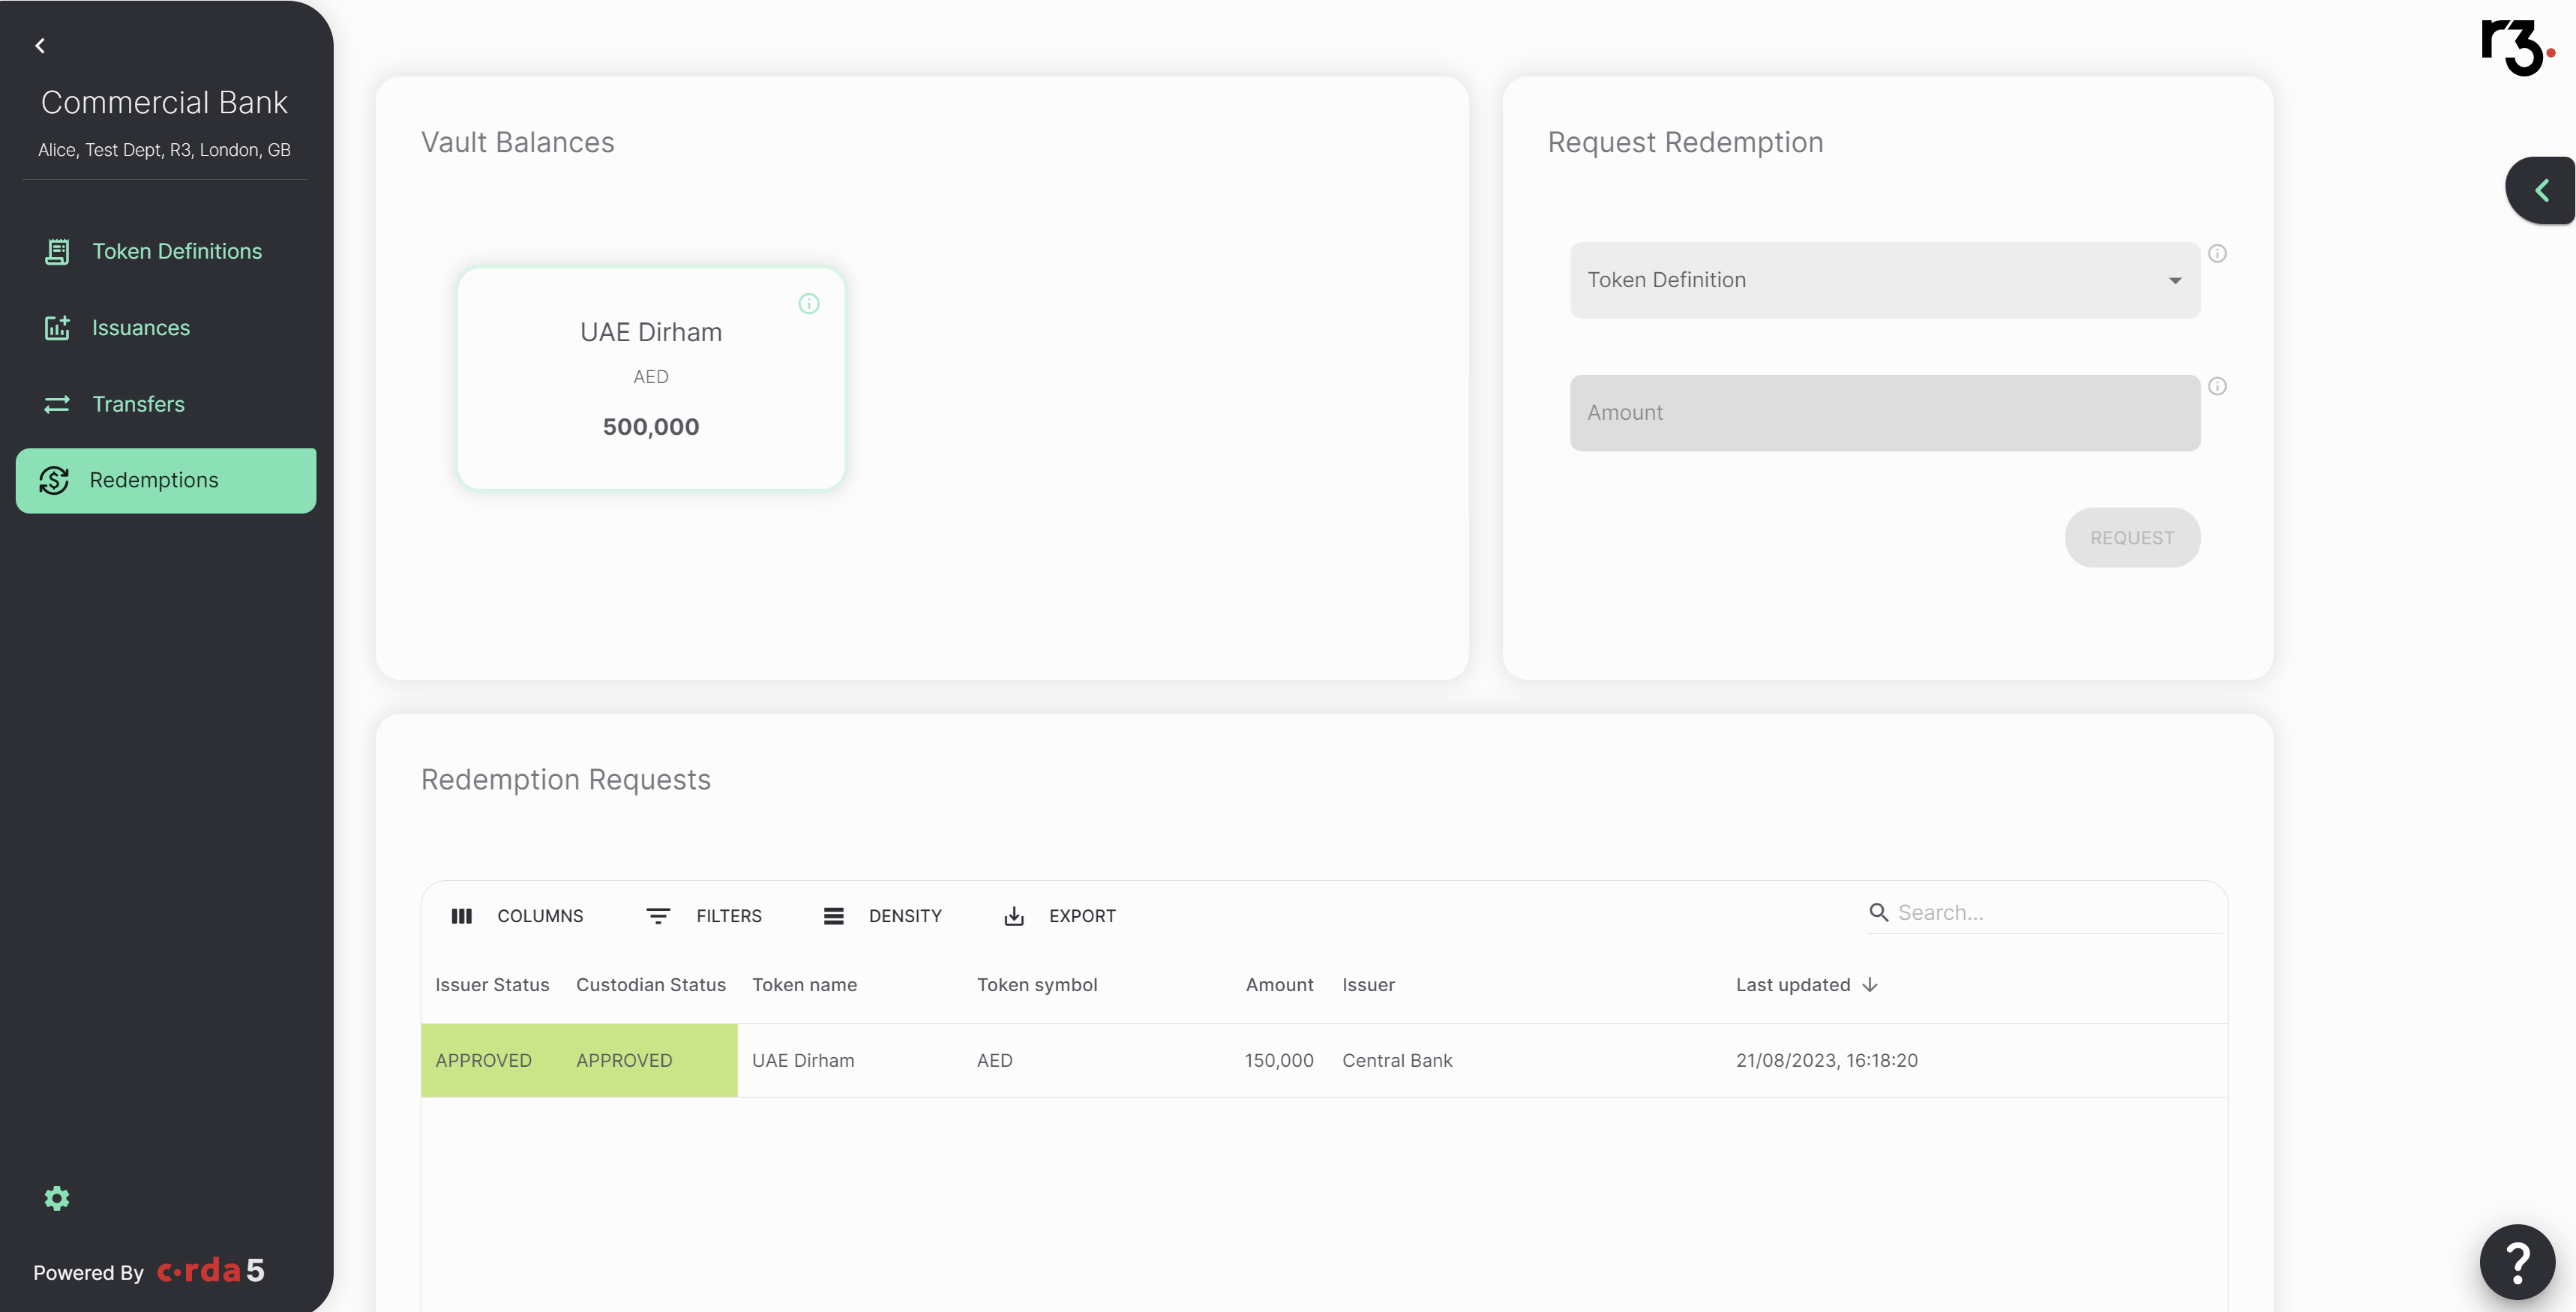 Commercial Bank
Alice, Test Dept, R3, London, GB
Token Definitions
Issuances
Transfers
Redemptions
Powered By c·rda 5
r3.
Vault Balances
UAE Dirham
AED
500,000
Request Redemption
Token Definition
Amount
REQUEST
Redemption Requests
COLUMNS FILTERS DENSITY EXPORT Search...
Issuer Status Custodian Status Token name Token symbol Amount Issuer Last updated
APPROVED APPROVED UAE Dirham AED 150,000 Central Bank 21/08/2023, 16:18:20
?